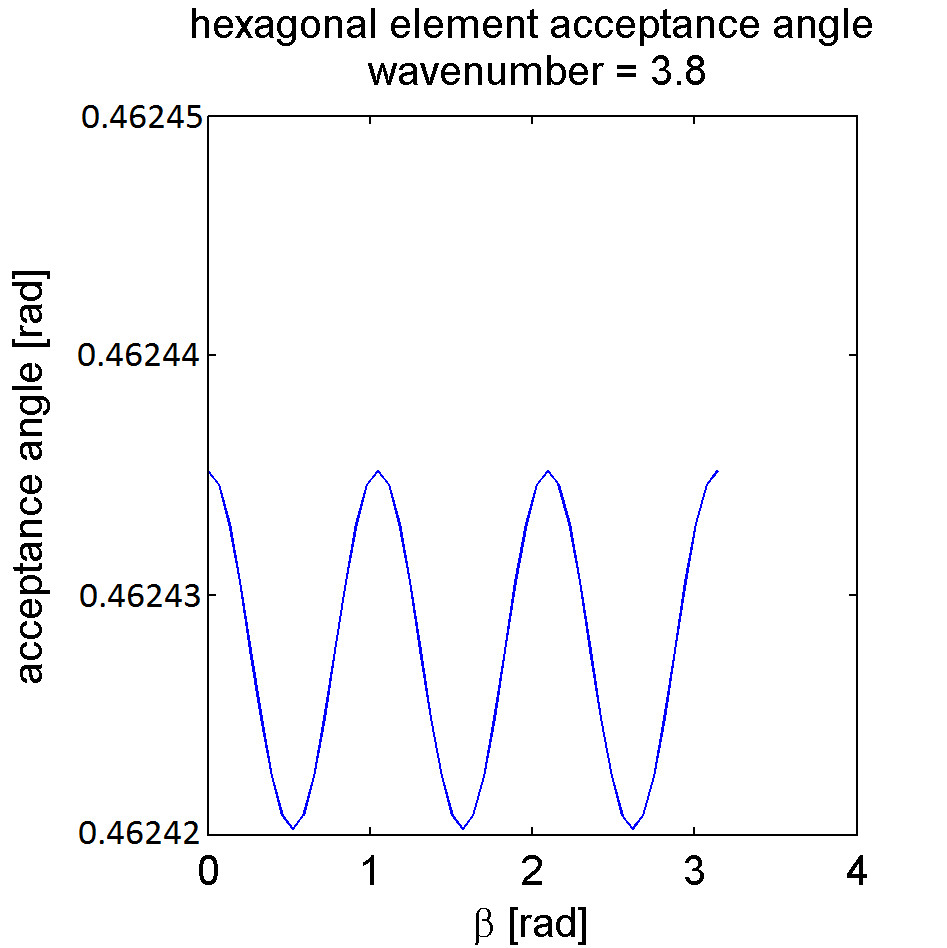 hexagonal element acceptance angle
wavenumber = 3.8
0.46245
0.46244
0.46243
0.46242
acceptance angle [rad]
0 1 2 3 4
β [rad]